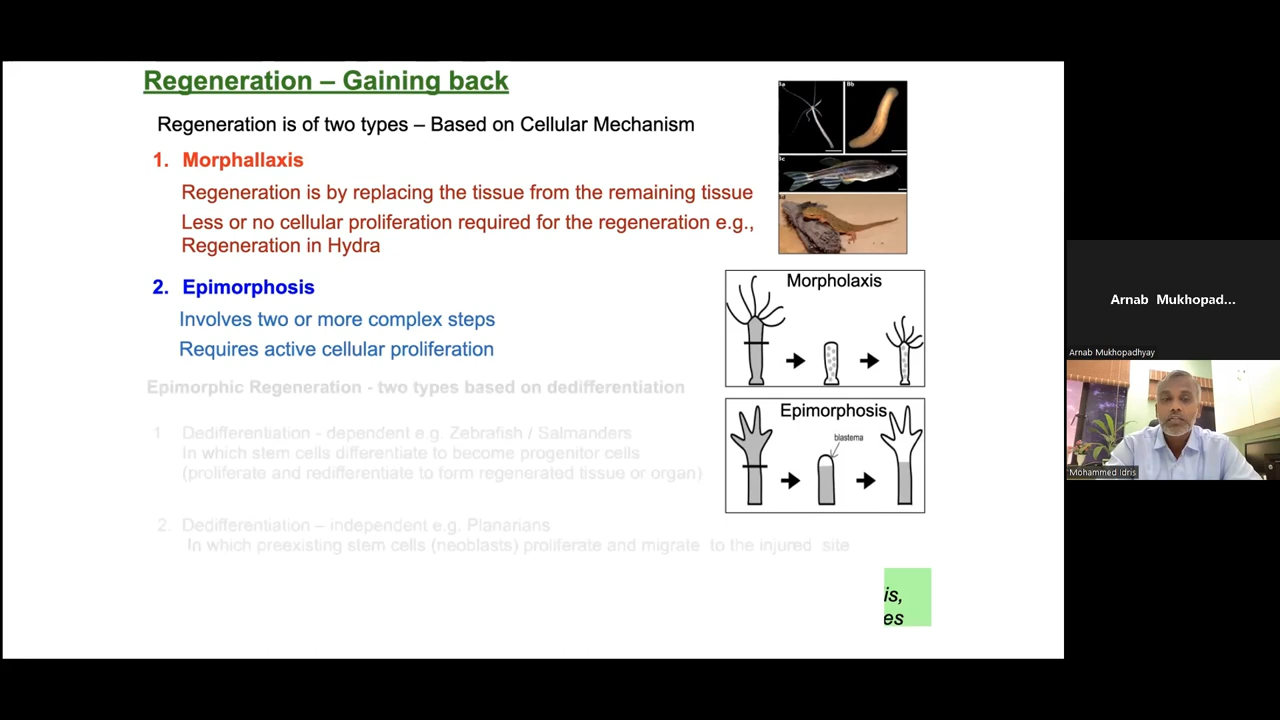 Regeneration – Gaining back
Regeneration is of two types – Based on Cellular Mechanism
1. Morphallaxis
Regeneration is by replacing the tissue from the remaining tissue
Less or no cellular proliferation required for the regeneration e.g.,
Regeneration in Hydra
2. Epimorphosis
Involves two or more complex steps
Requires active cellular proliferation
Epimorphic Regeneration - two types based on dedifferentiation
1 Dedifferentiation - dependent e.g. Zebrafish / Salmanders
In which stem cells differentiate to become progenitor cells
(proliferate and redifferentiate to form regenerated tissue or organ)
2. Dedifferentiation – independent e.g. Planarians
In which preexisting stem cells (neoblasts) proliferate and migrate to the injured site
Morpholaxis
Epimorphosis
blastema
is,
es
Arnab Mukhopad...
Arnab Mukhopadhyay
Mohammed Idris